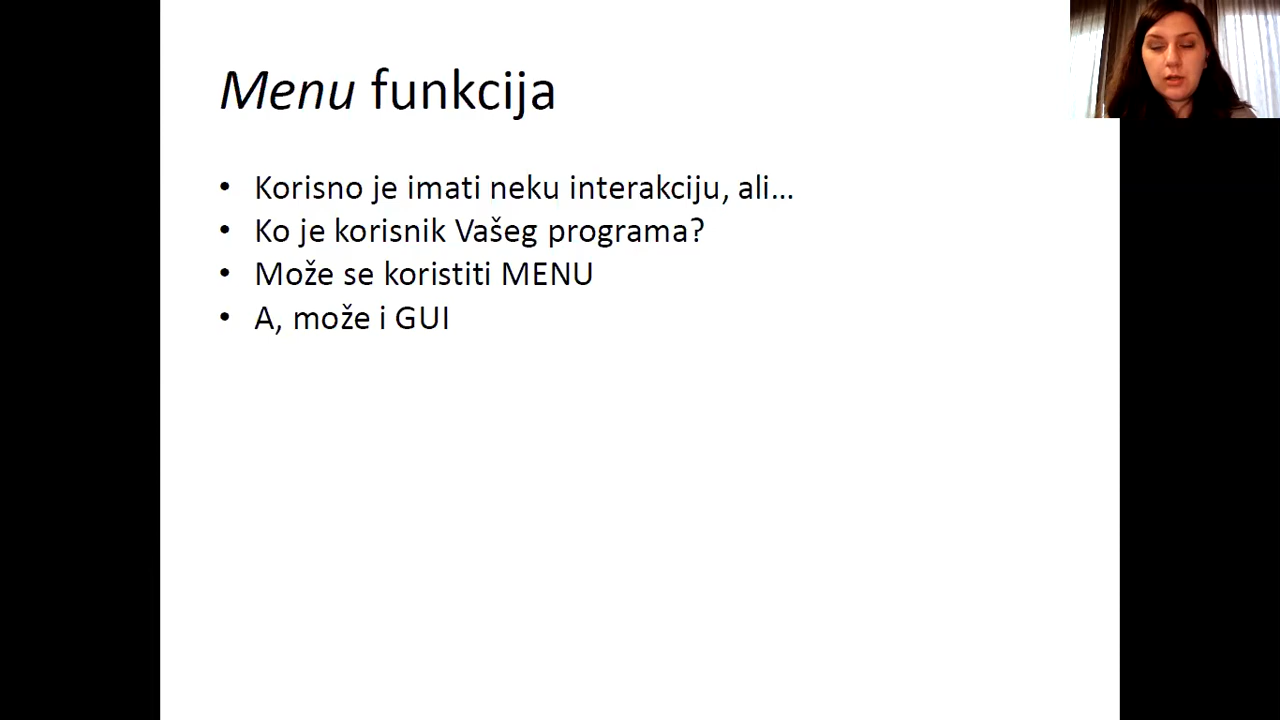 Menu funkcija
• Korisno je imati neku interakciju, ali...
• Ko je korisnik Vašeg programa?
• Može se koristiti MENU
• A, može i GUI